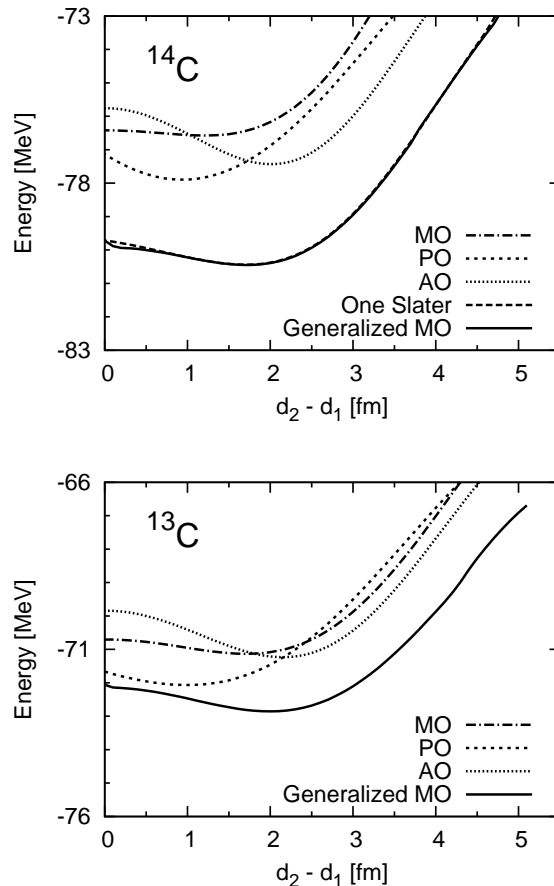 -73
¹⁴C
-78
-83
Energy [MeV]
MO
PO
AO
One Slater
Generalized MO
0 1 2 3 4 5
d₂ - d₁ [fm]
-66
¹³C
-71
-76
Energy [MeV]
MO
PO
AO
Generalized MO
0 1 2 3 4 5
d₂ - d₁ [fm]